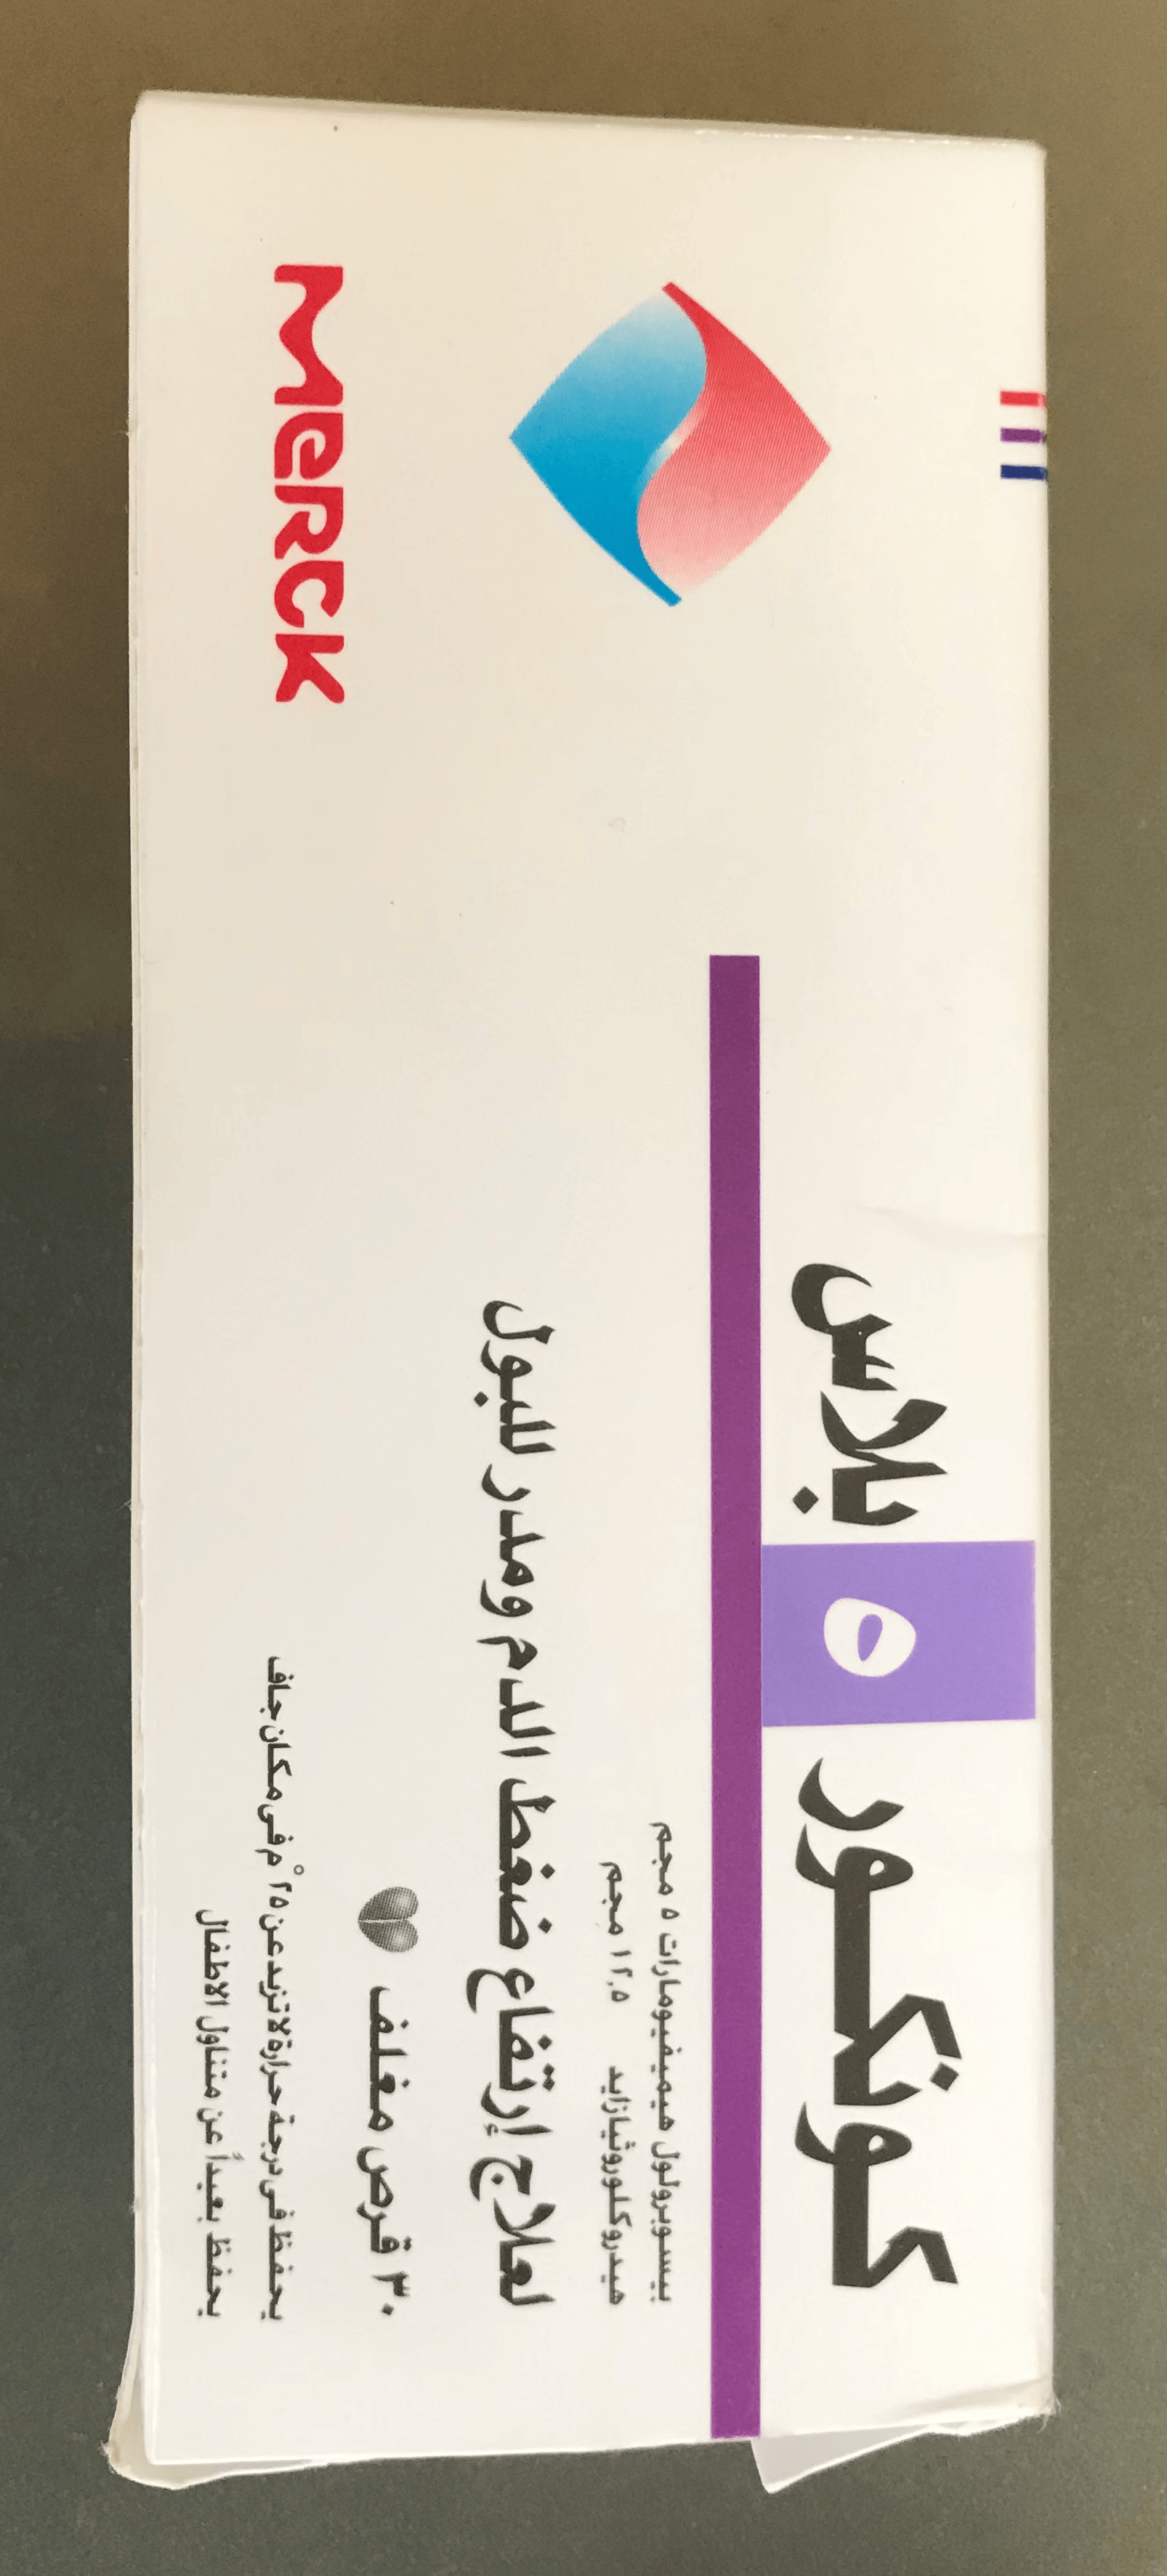 كونكور ٥ بلاس
بيسوبرولول هيميفيومارات ٥ مجم
هيدروكلوروثيازايد ١٢,٥ مجم
لعلاج إرتفاع ضغط الدم ومدر للبول
٣٠ قرص مغلف
يحفظ فى درجة حرارة لا تزيد عن ٢٥ °م فى مكان جاف
يحفظ بعيداً عن متناول الاطفال
Merck